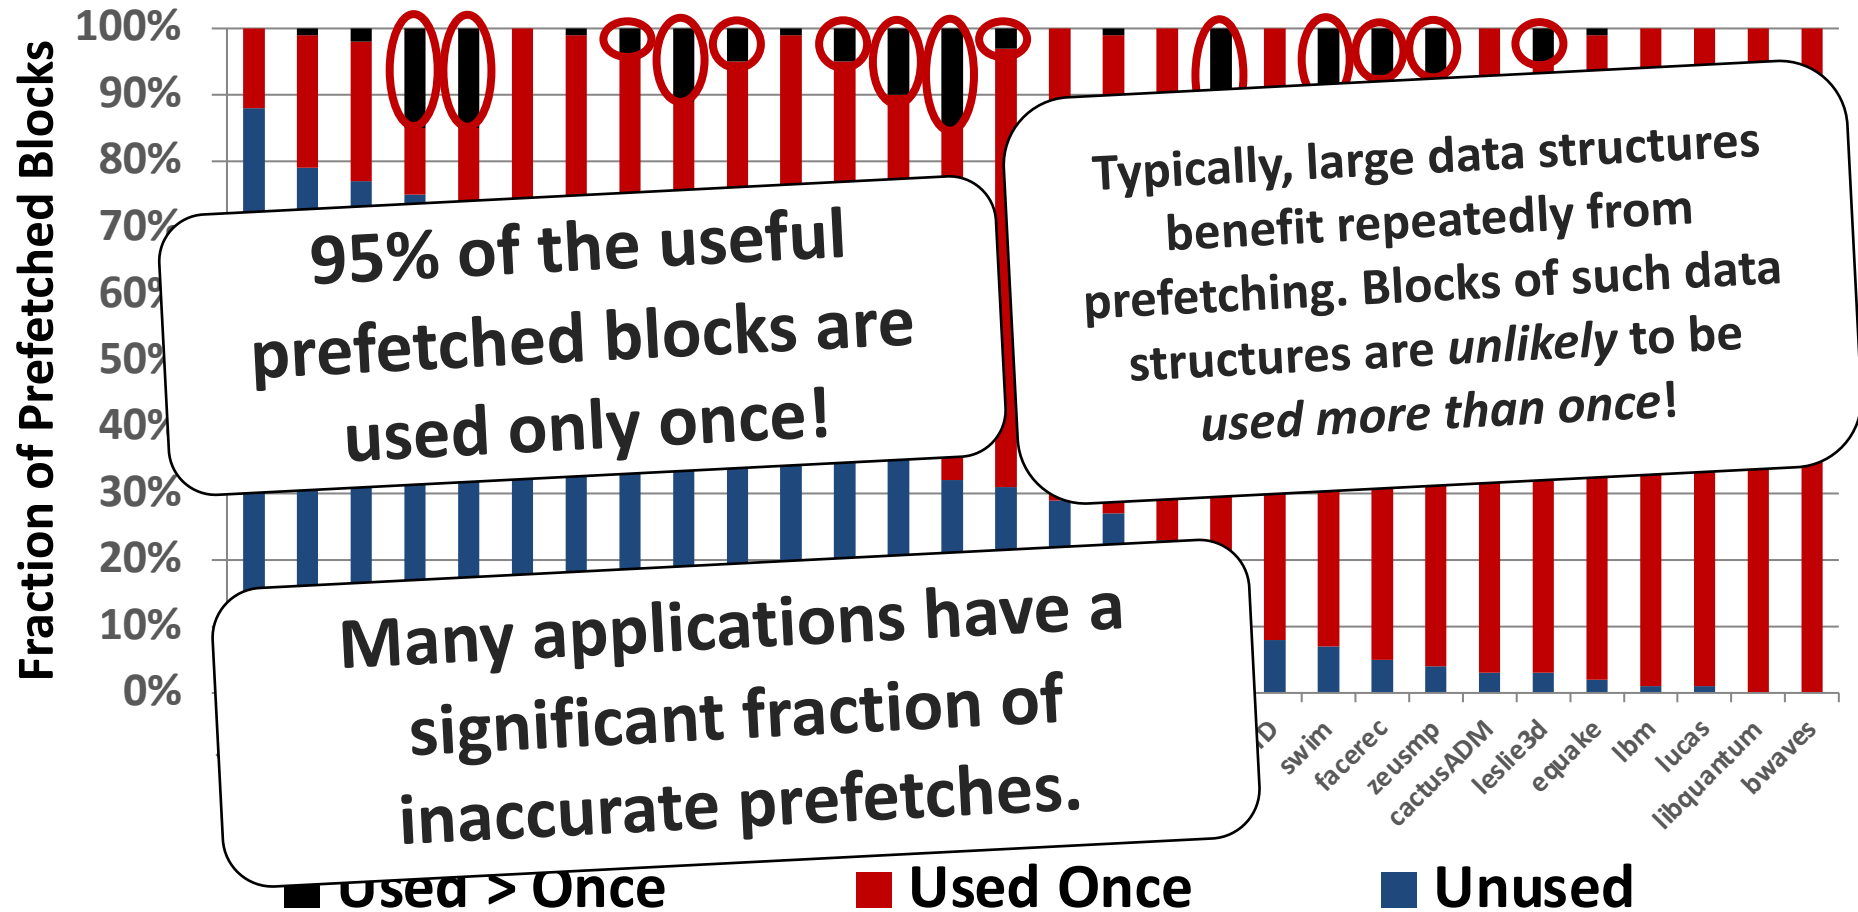 Fraction of Prefetched Blocks
100%
90%
80%
70%
60%
50%
40%
30%
20%
10%
0%
95% of the useful
prefetched blocks are
used only once!
Typically, large data structures
benefit repeatedly from
prefetching. Blocks of such data
structures are unlikely to be
used more than once!
Many applications have a
significant fraction of
inaccurate prefetches.
swim
facerec
zeusmp
cactusADM
leslie3d
equake
lbm
lucas
libquantum
bwaves
Used > Once
Used Once
Unused